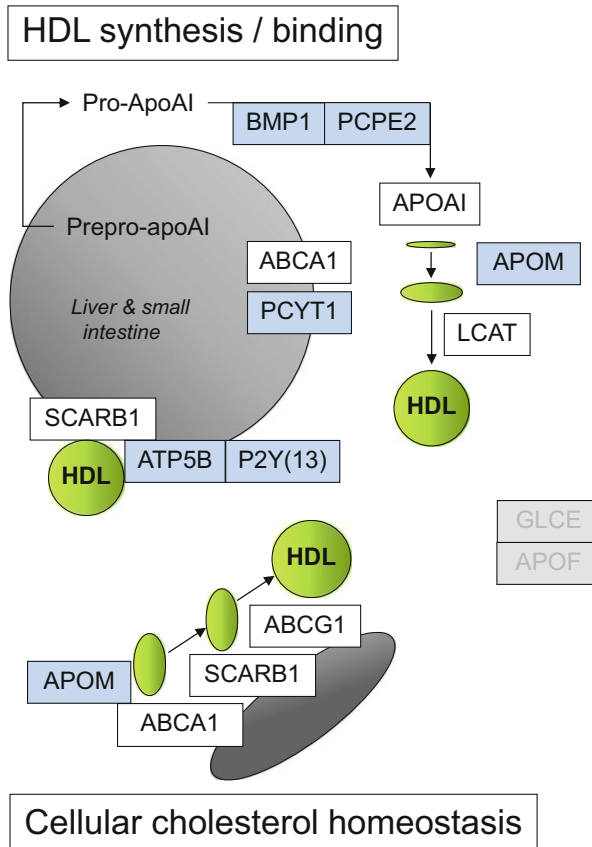 HDL synthesis / binding
Pro-ApoAI
BMP1
PCPE2
APOAI
Prepro-apoAI
ABCA1
APOM
PCYT1
Liver & small
intestine
LCAT
HDL
SCARB1
HDL
ATP5B
P2Y(13)
GLCE
APOF
HDL
ABCG1
SCARB1
APOM
ABCA1
Cellular cholesterol homeostasis